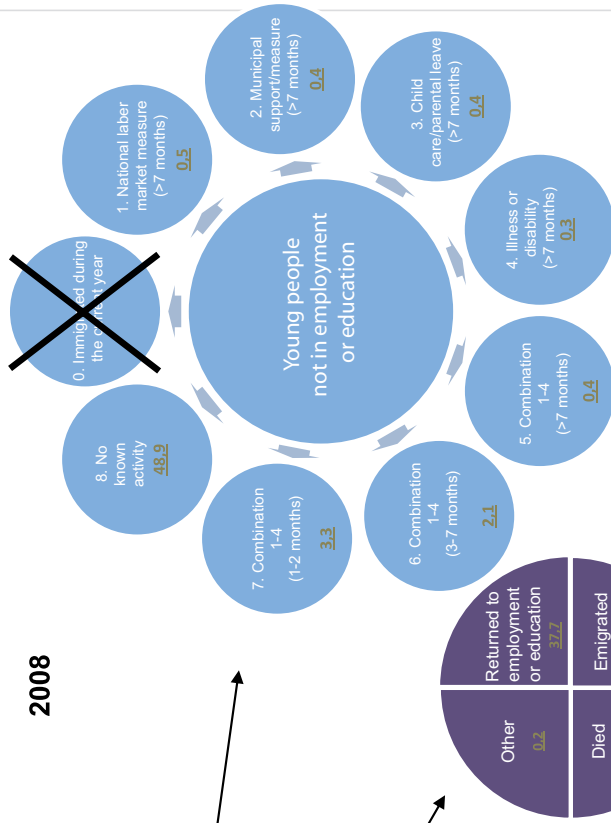 2008
Young people
not in employment
or education
0. Immigrated during
the current year
1. National laber
market measure
(>7 months)
0,5
2. Municipal
support/measure
(>7 months)
0,4
3. Child
care/parental leave
(>7 months)
0,4
4. Illness or
disability
(>7 months)
0,3
5. Combination
1-4
(>7 months)
0,4
6. Combination
1-4
(3-7 months)
2,1
7. Combination
1-4
(1-2 months)
3,3
8. No
known
activity
48,9
Other
0,2
Returned to
employment
or education
37,7
Died
Emigrated